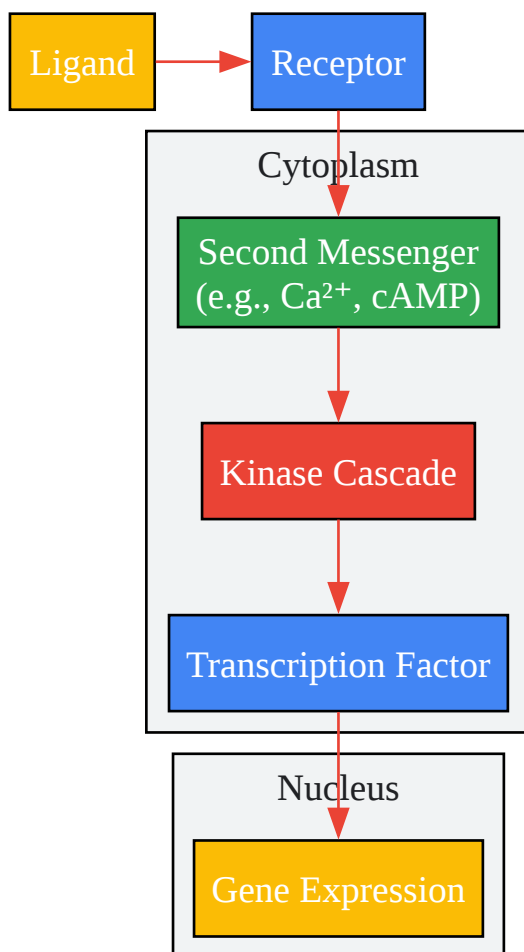 Ligand
Receptor
Cytoplasm
Second Messenger
(e.g., Ca²⁺, cAMP)
Kinase Cascade
Transcription Factor
Nucleus
Gene Expression